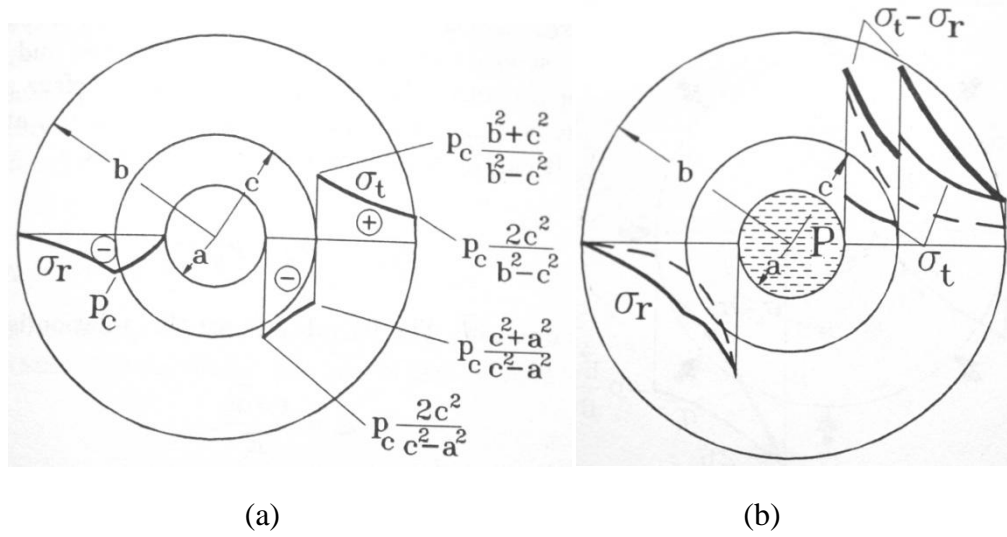 b
c
a
σr
pc
σt
pc (b²+c²)/(b²−c²)
pc 2c²/(b²−c²)
pc (c²+a²)/(c²−a²)
pc 2c²/(c²−a²)
(a)
σt−σr
b
c
a
P
σr
σt
(b)